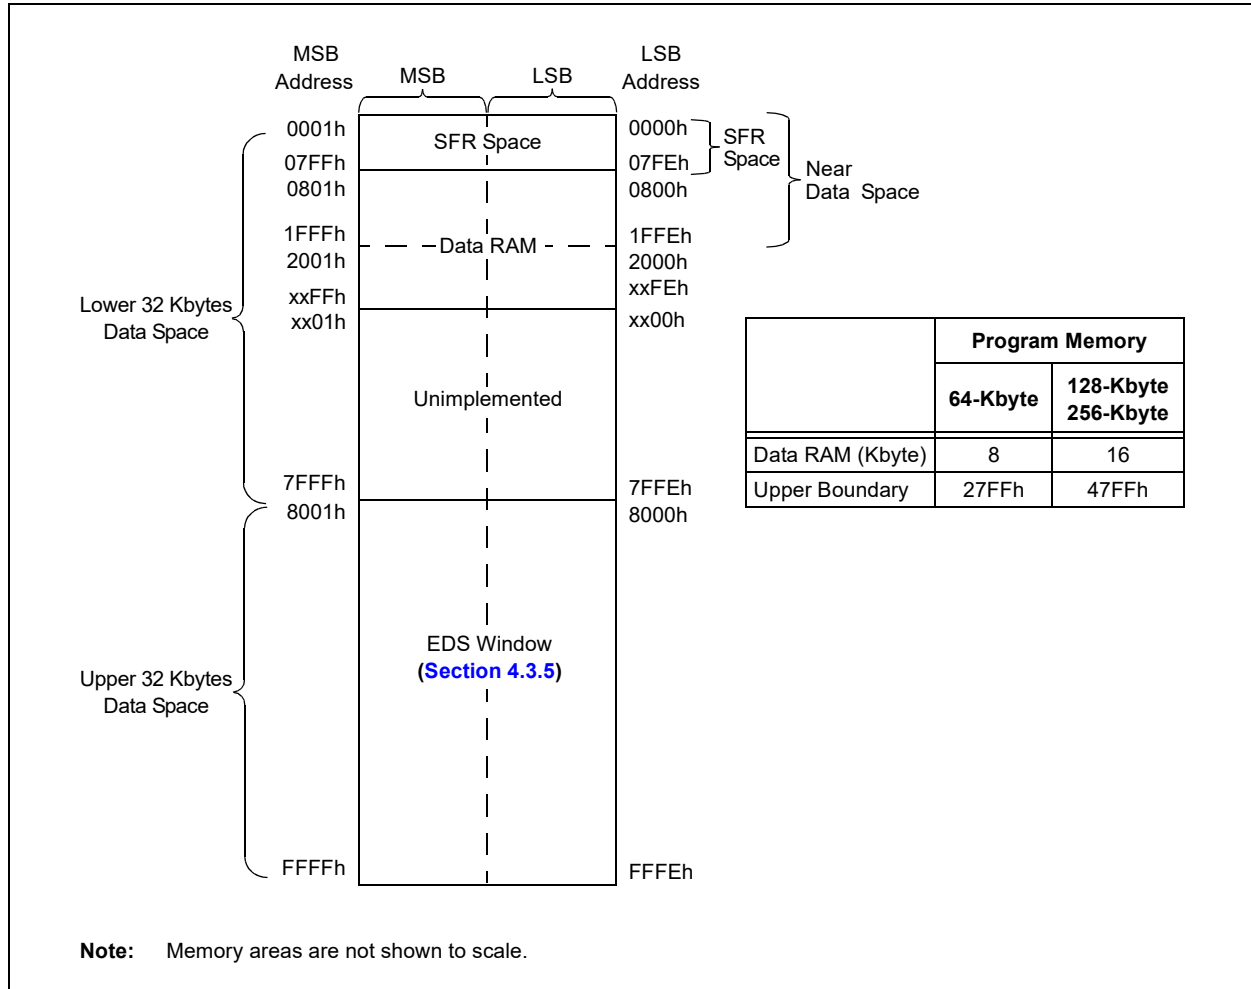 MSB
Address
MSB
LSB
LSB
Address
0001h
SFR Space
0000h
SFR
Space
Near
Data Space
07FFh
07FEh
0801h
0800h
1FFFh
Data RAM
1FFEh
2001h
2000h
xxFFh
xxFEh
xx01h
xx00h
Lower 32 Kbytes
Data Space
Unimplemented
7FFFh
7FFEh
8001h
8000h
EDS Window
(Section 4.3.5)
Upper 32 Kbytes
Data Space
FFFFh
FFFEh
Program Memory
64-Kbyte
128-Kbyte
256-Kbyte
Data RAM (Kbyte) 8 16
Upper Boundary 27FFh 47FFh
Note: Memory areas are not shown to scale.